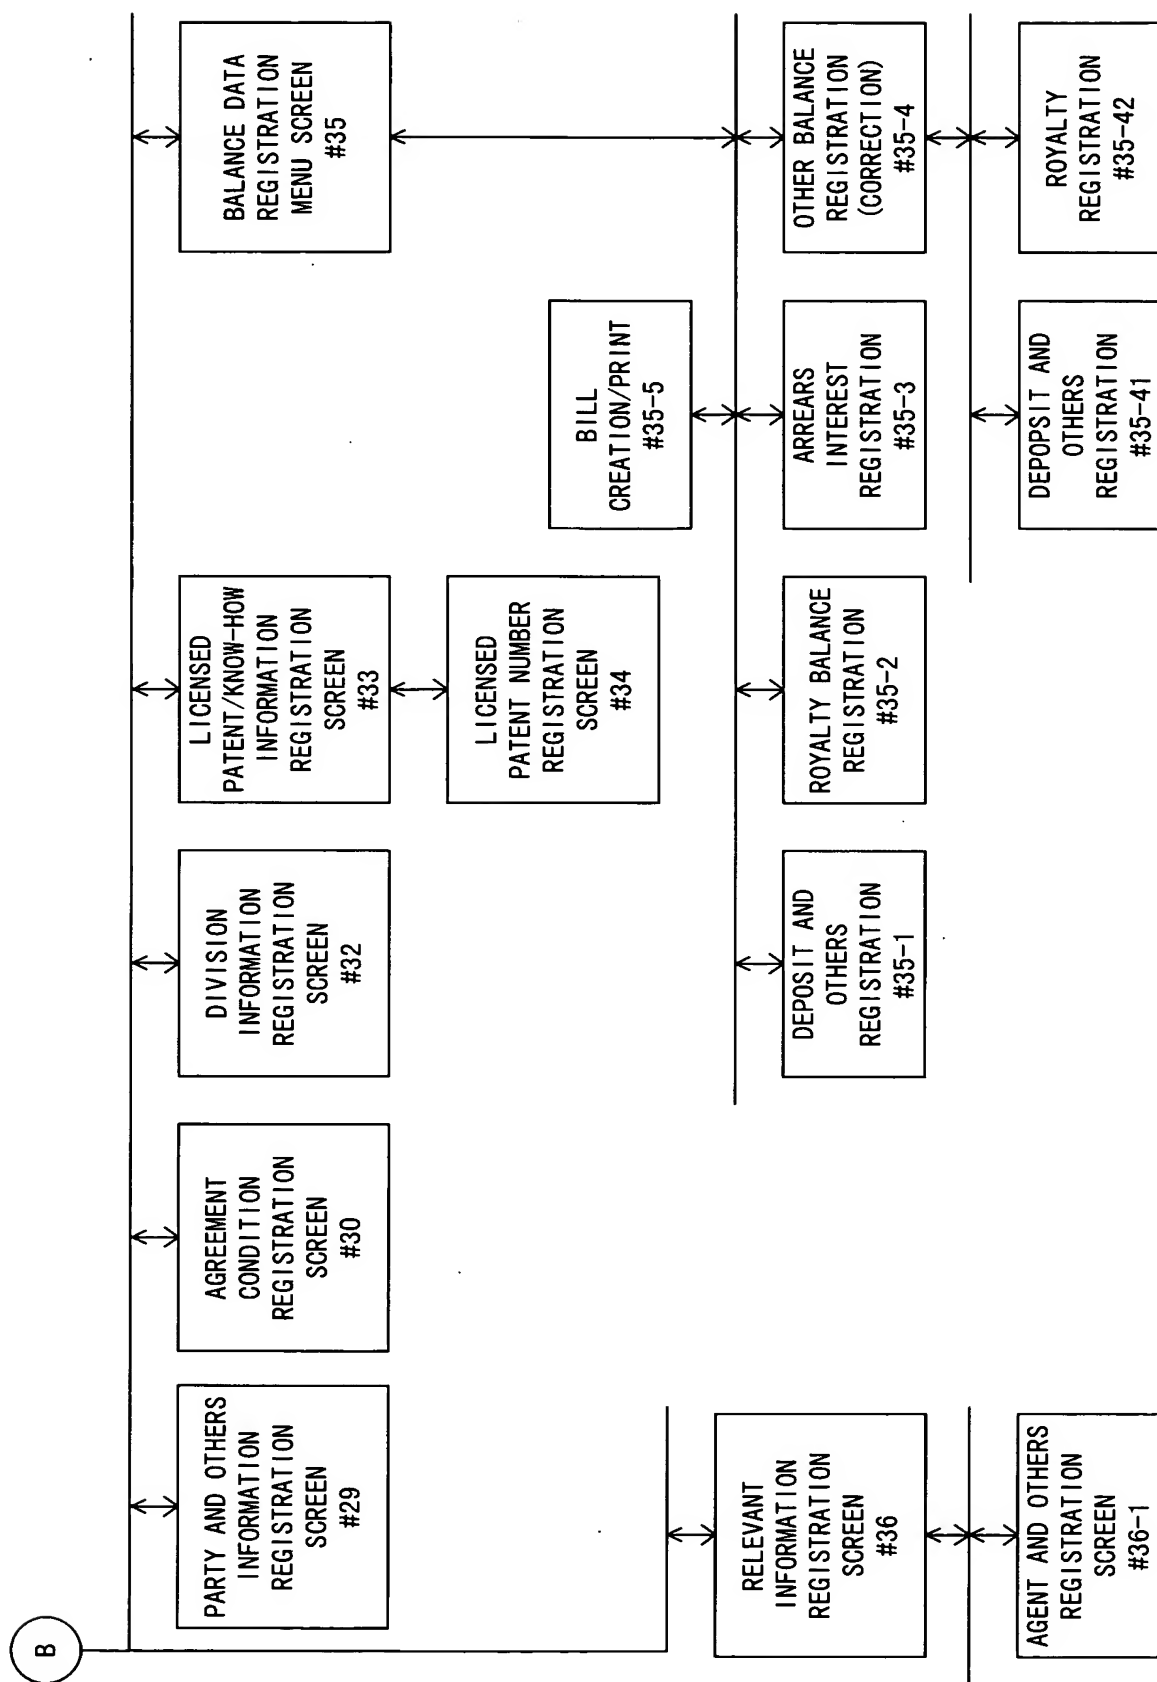 B
PARTY AND OTHERS
INFORMATION
REGISTRATION
SCREEN
#29
AGREEMENT
CONDITION
REGISTRATION
SCREEN
#30
DIVISION
INFORMATION
REGISTRATION
SCREEN
#32
LICENSED
PATENT/KNOW-HOW
INFORMATION
REGISTRATION
SCREEN
#33
BALANCE DATA
REGISTRATION
MENU SCREEN
#35
LICENSED
PATENT NUMBER
REGISTRATION
SCREEN
#34
BILL
CREATION/PRINT
#35-5
RELEVANT
INFORMATION
REGISTRATION
SCREEN
#36
DEPOSIT AND
OTHERS
REGISTRATION
#35-1
ROYALTY BALANCE
REGISTRATION
#35-2
ARREARS
INTEREST
REGISTRATION
#35-3
OTHER BALANCE
REGISTRATION
(CORRECTION)
#35-4
AGENT AND OTHERS
REGISTRATION
SCREEN
#36-1
DEPOPSIT AND
OTHERS
REGISTRATION
#35-41
ROYALTY
REGISTRATION
#35-42